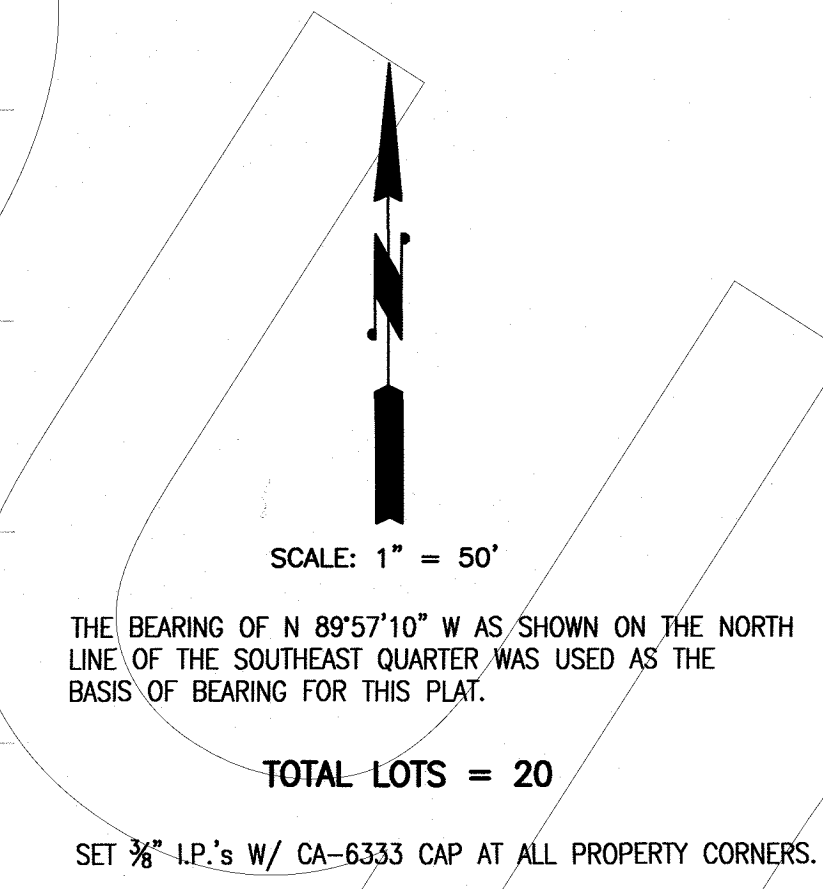 N
SCALE: 1" = 50'
THE BEARING OF N 89°57'10" W AS SHOWN ON THE NORTH
LINE OF THE SOUTHEAST QUARTER WAS USED AS THE
BASIS OF BEARING FOR THIS PLAT.
TOTAL LOTS = 20
SET 3/8" I.P.'s W/ CA-6333 CAP AT ALL PROPERTY CORNERS.